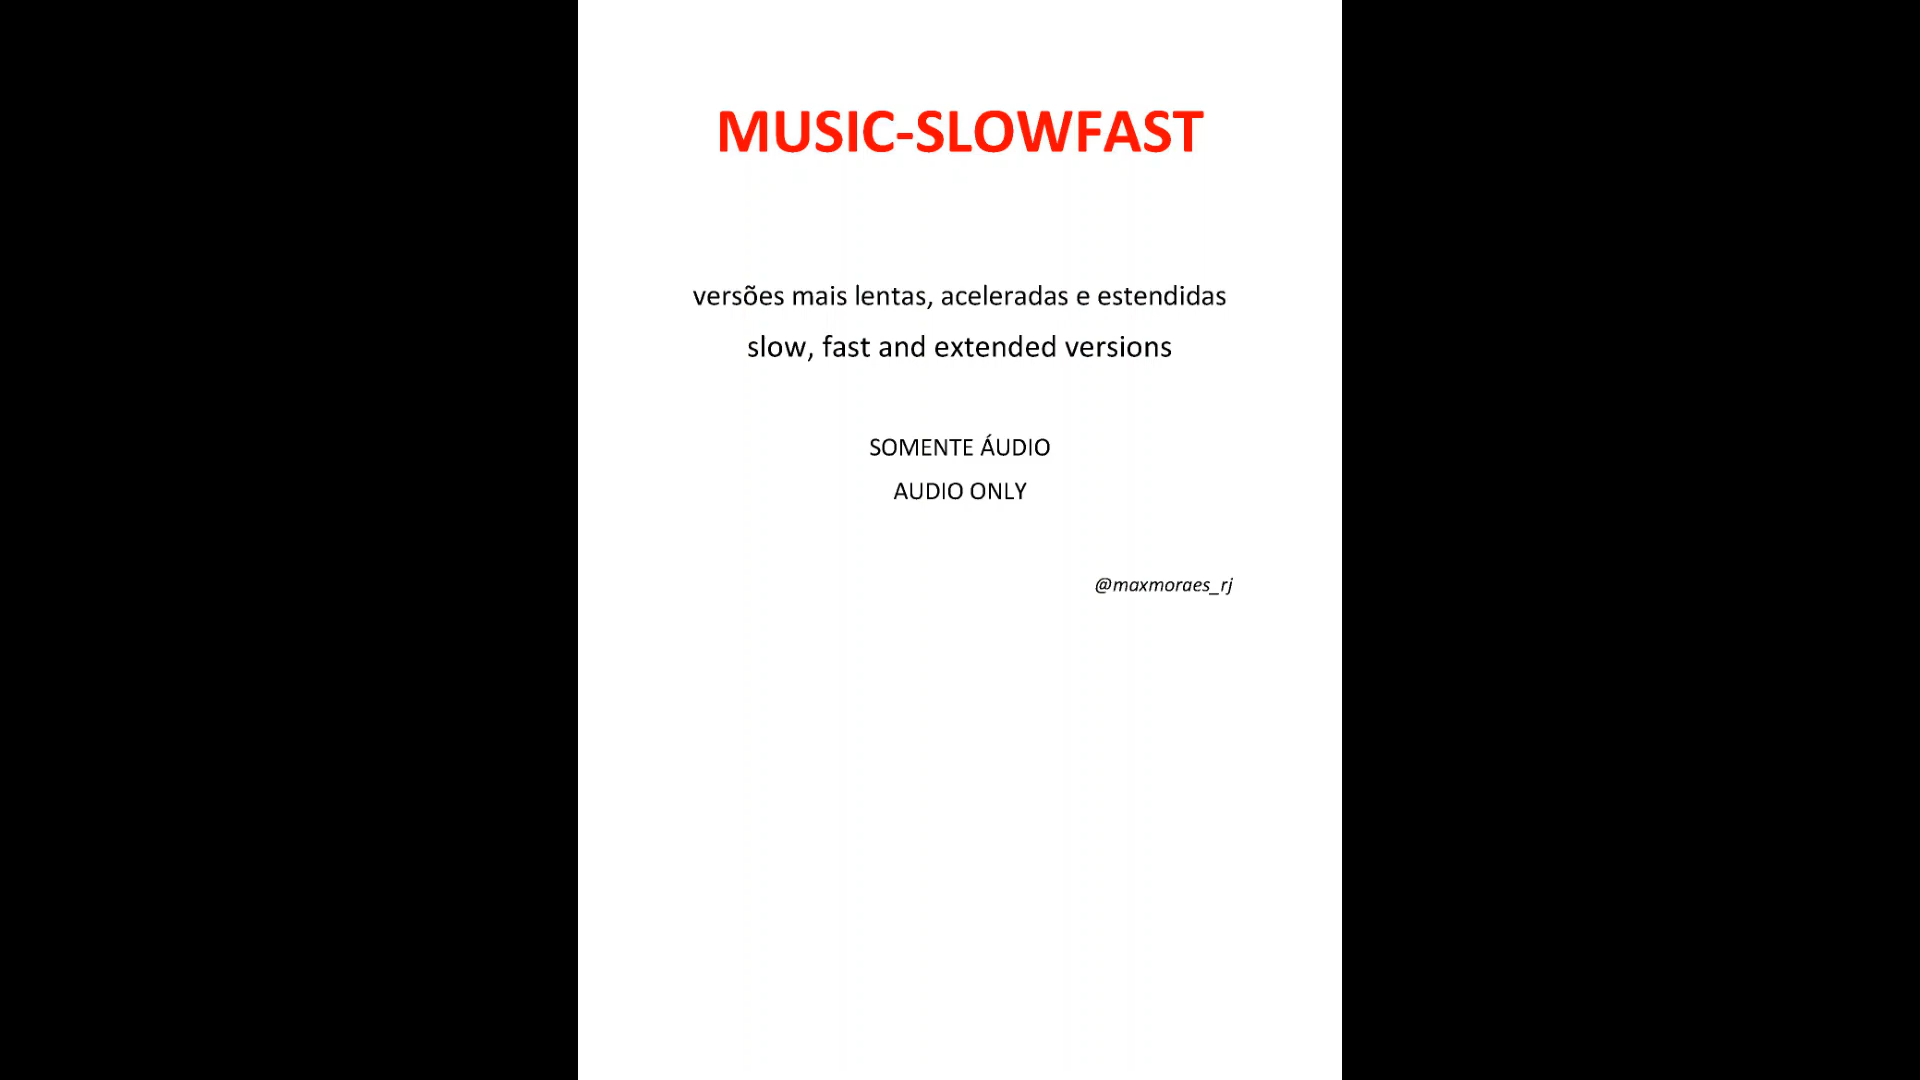 MUSIC-SLOWFAST
versões mais lentas, aceleradas e estendidas
slow, fast and extended versions
SOMENTE ÁUDIO
AUDIO ONLY
@maxmoraes_rj